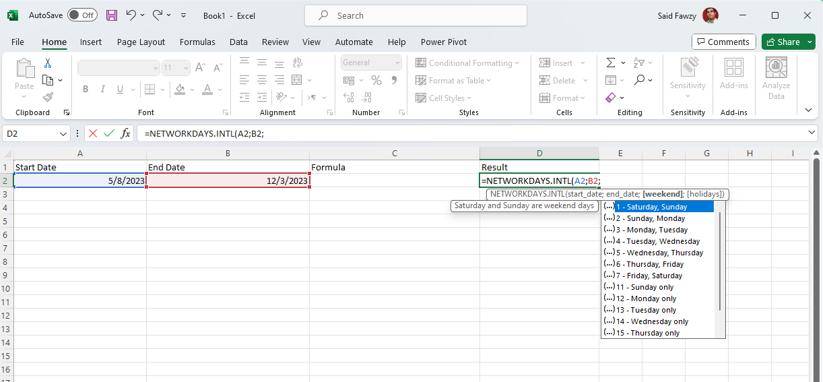 AutoSave Off Book1 - Excel Search Said Fawzy
File Home Insert Page Layout Formulas Data Review View Automate Help Power Pivot Comments Share
General Conditional Formatting Insert
Paste 11 Format as Table Delete Sensitivity Add-ins Analyze Data
B I U Cell Styles Format
Clipboard Font Alignment Number Styles Cells Editing Sensitivity Add-ins
D2 fx =NETWORKDAYS.INTL(A2;B2;
A B C D E F G H I
1 Start Date End Date Formula Result
2 5/8/2023 12/3/2023 =NETWORKDAYS.INTL(A2;B2;
3 NETWORKDAYS.INTL(start_date; end_date; [weekend]; [holidays])
4 Saturday and Sunday are weekend days (...) 1 - Saturday, Sunday
5 (...) 2 - Sunday, Monday
6 (...) 3 - Monday, Tuesday
7 (...) 4 - Tuesday, Wednesday
8 (...) 5 - Wednesday, Thursday
9 (...) 6 - Thursday, Friday
10 (...) 7 - Friday, Saturday
11 (...) 11 - Sunday only
12 (...) 12 - Monday only
13 (...) 13 - Tuesday only
14 (...) 14 - Wednesday only
15 (...) 15 - Thursday only
16
17